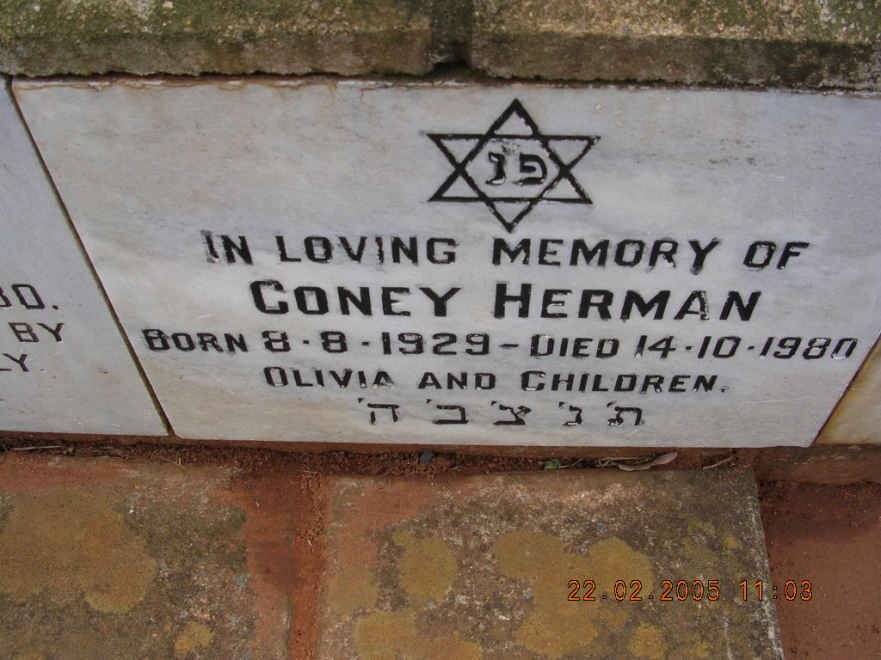 פ נ
IN LOVING MEMORY OF
CONEY HERMAN
BORN 8·8·1929 – DIED 14·10·1980
OLIVIA AND CHILDREN.
ת׳ נ׳ צ׳ ב׳ ה׳
BY
22.02.2005 11:03